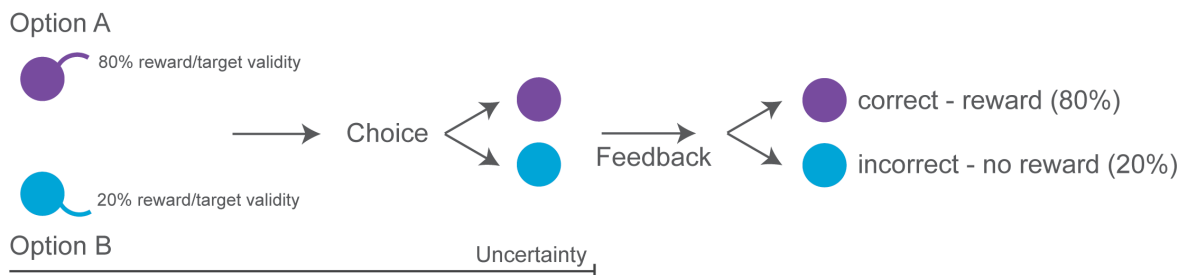 Option A
80% reward/target validity
Choice
Feedback
correct - reward (80%)
incorrect - no reward (20%)
20% reward/target validity
Option B
Uncertainty